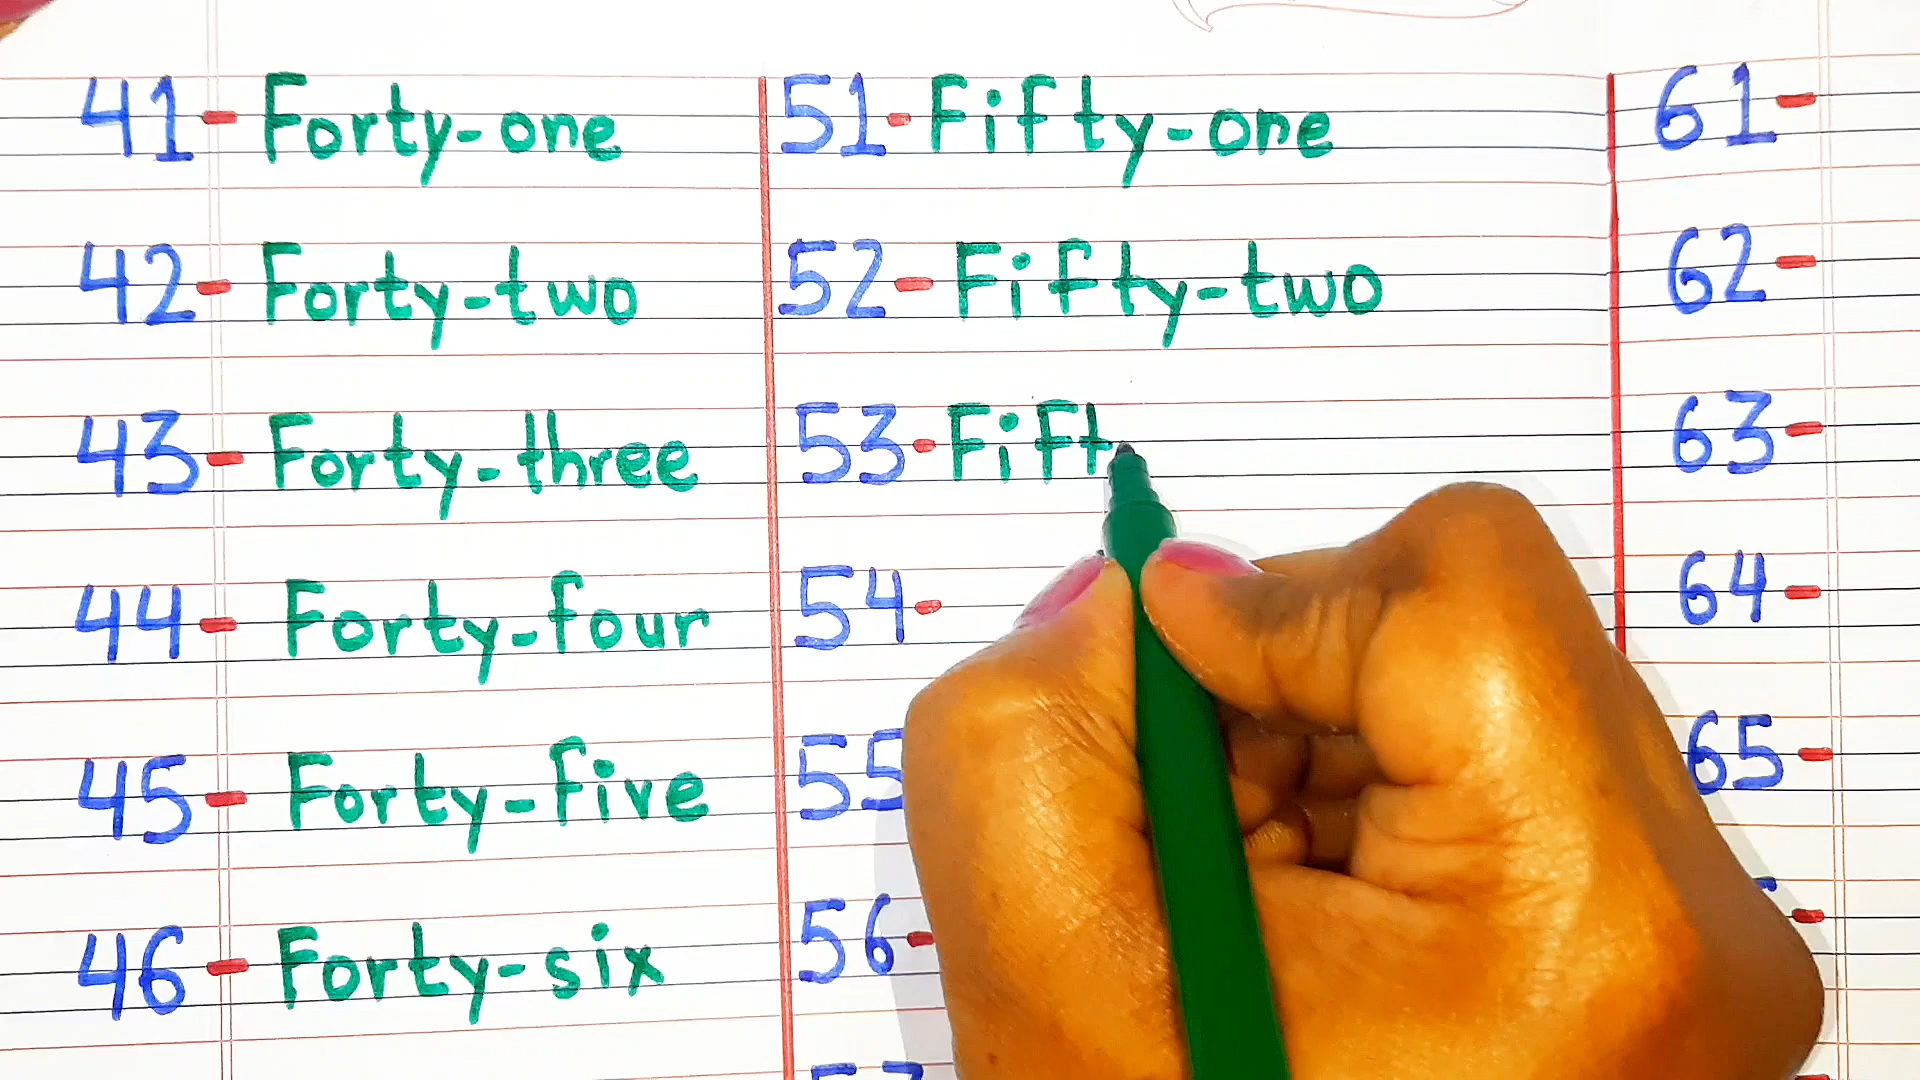 41 - Forty-one
42 - Forty-two
43 - Forty-three
44 - Forty-four
45 - Forty-five
46 - Forty-six
51 - Fifty-one
52 - Fifty-two
53 - Fift
54 -
55
56 -
61 -
62 -
63 -
64 -
65 -